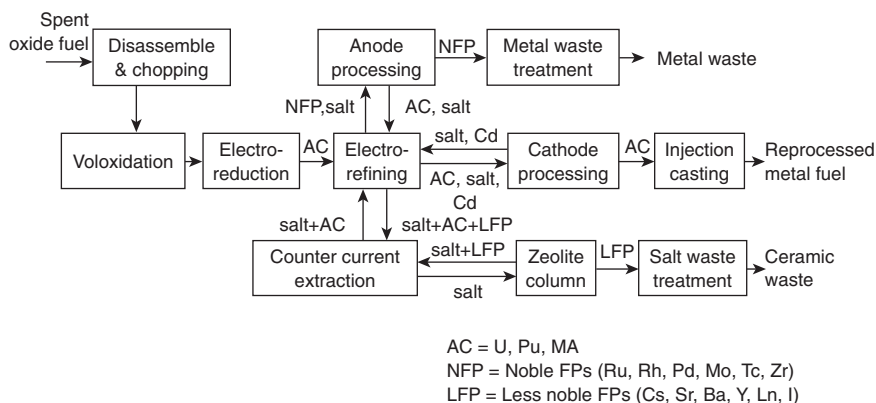 Spent
oxide fuel
Disassemble
& chopping
Anode
processing
NFP
Metal waste
treatment
Metal waste
NFP,salt
AC, salt
salt, Cd
Voloxidation
Electro-
reduction
AC
Electro-
refining
Cathode
processing
AC
Injection
casting
Reprocessed
metal fuel
AC, salt,
Cd
salt+AC
salt+AC+LFP
Counter current
extraction
salt+LFP
salt
Zeolite
column
LFP
Salt waste
treatment
Ceramic
waste
AC = U, Pu, MA
NFP = Noble FPs (Ru, Rh, Pd, Mo, Tc, Zr)
LFP = Less noble FPs (Cs, Sr, Ba, Y, Ln, I)